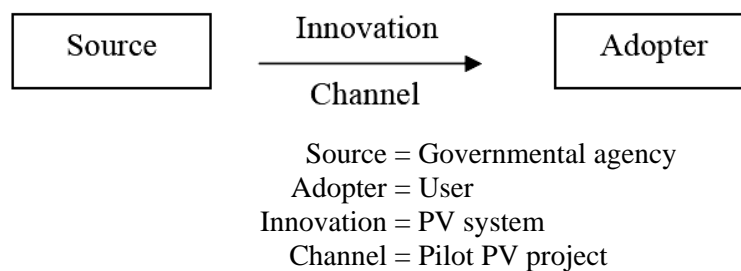 Source
Innovation
Channel
Adopter
Source = Governmental agency
Adopter = User
Innovation = PV system
Channel = Pilot PV project